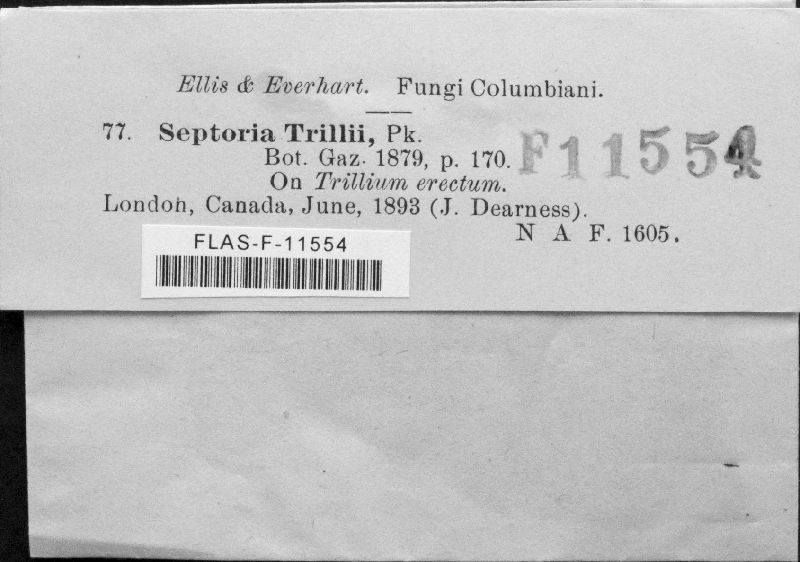 Ellis & Everhart. Fungi Columbiani.
77. Septoria Trillii, Pk.
Bot. Gaz. 1879, p. 170.
F11554
On Trillium erectum.
London, Canada, June, 1893 (J. Dearness).
N A F. 1605.
FLAS-F-11554